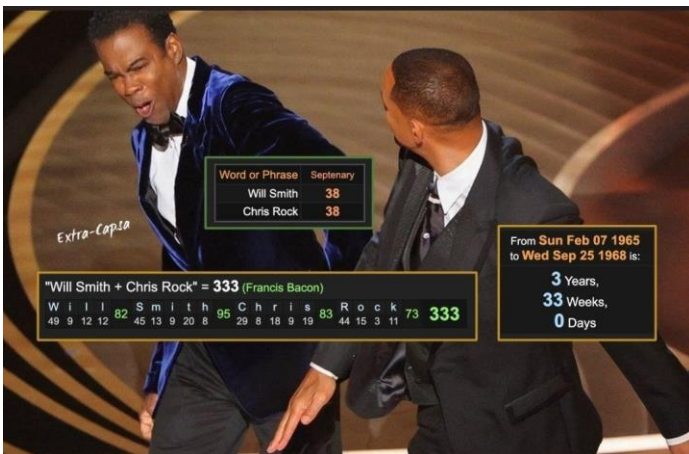 Word or Phrase Septenary
Will Smith 38
Chris Rock 38
Extra-Capsa
From Sun Feb 07 1965
to Wed Sep 25 1968 is:
3 Years,
33 Weeks,
0 Days
"Will Smith + Chris Rock" = 333 (Francis Bacon)
W i l l 82 S m i t h 95 C h r i s 83 R o c k 73 333
49 9 12 12 45 13 9 20 8 29 8 18 9 19 44 15 3 11